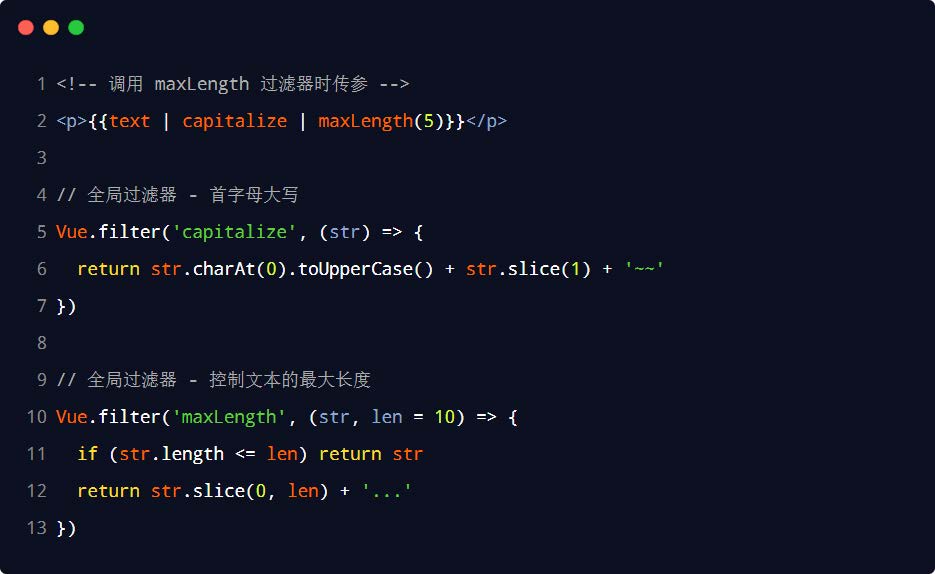 1 <!-- 调用 maxLength 过滤器时传参 -->
2 <p>{{text | capitalize | maxLength(5)}}</p>
3
4 // 全局过滤器 - 首字母大写
5 Vue.filter('capitalize', (str) => {
6   return str.charAt(0).toUpperCase() + str.slice(1) + '~~'
7 })
8
9 // 全局过滤器 - 控制文本的最大长度
10 Vue.filter('maxLength', (str, len = 10) => {
11   if (str.length <= len) return str
12   return str.slice(0, len) + '...'
13 })